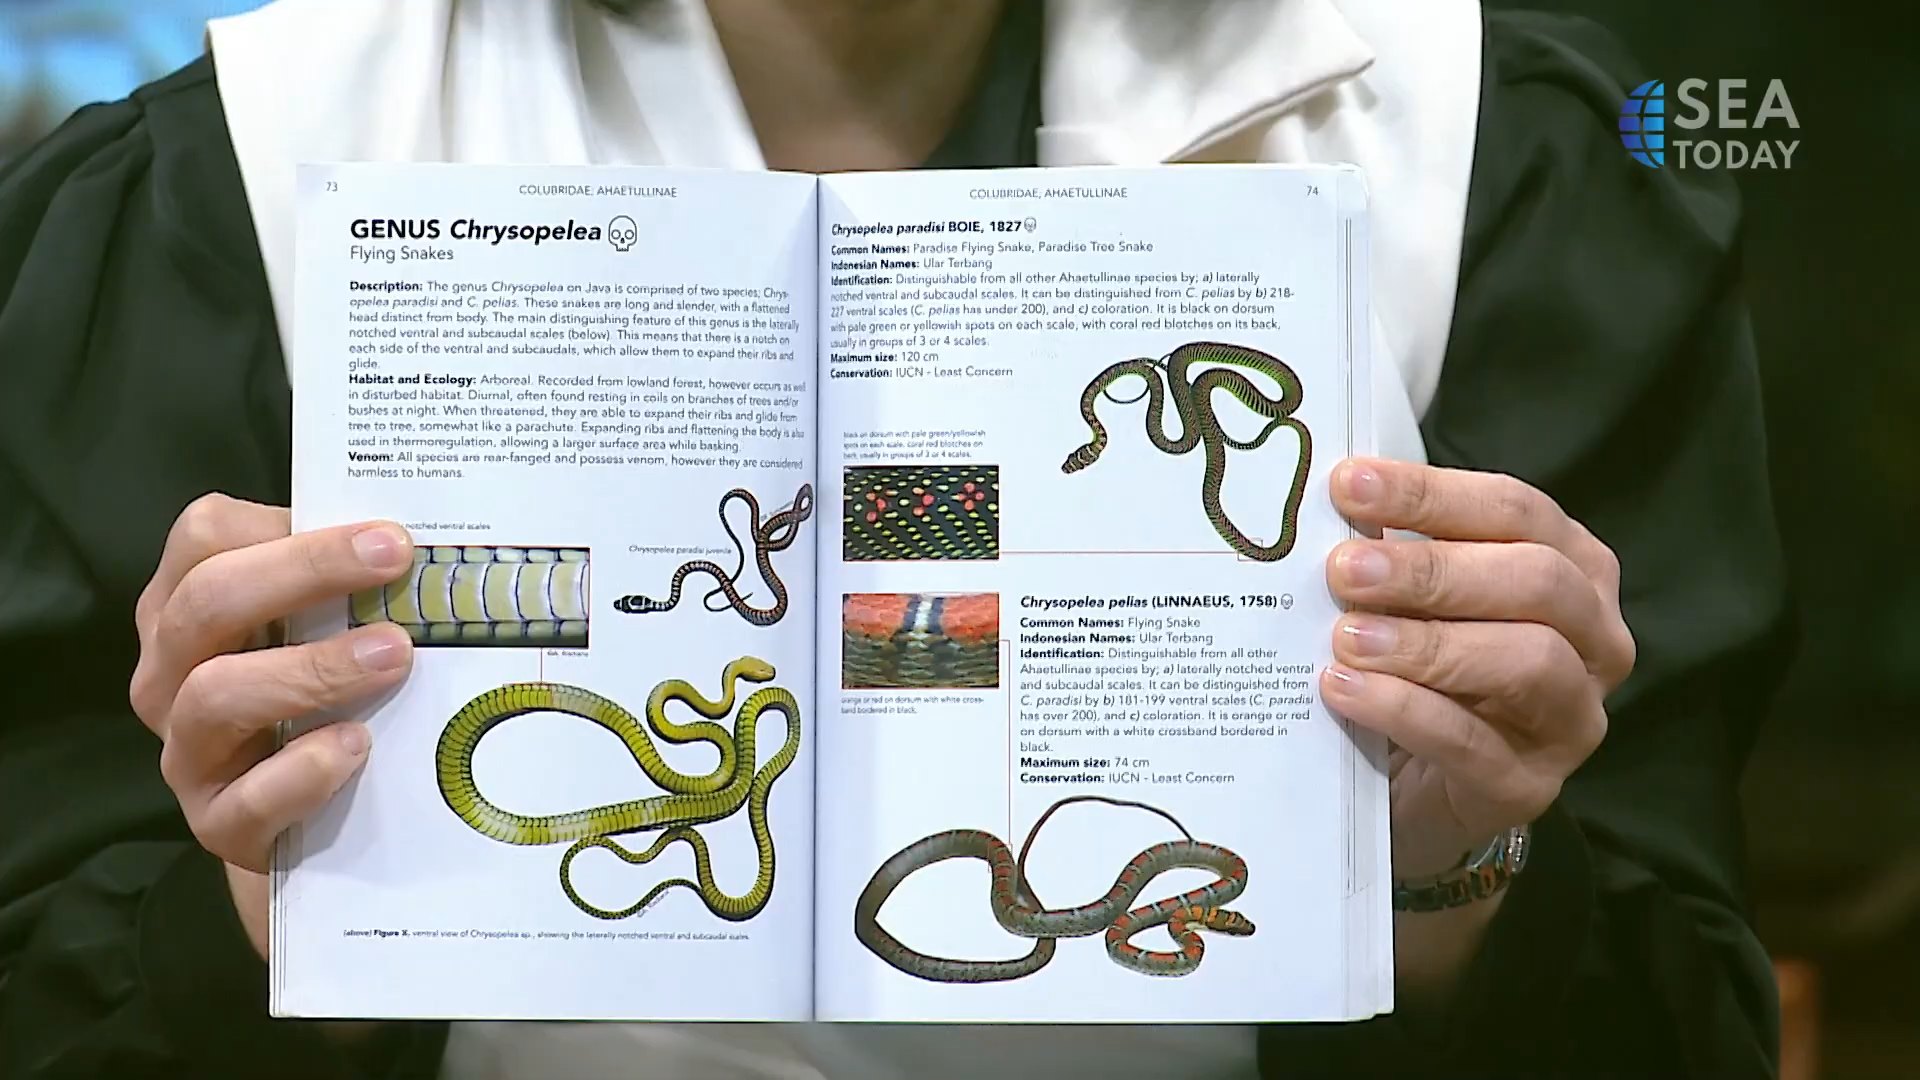 73
COLUBRIDAE, AHAETULLINAE
GENUS Chrysopelea
Flying Snakes
Description: The genus Chrysopelea on Java is comprised of two species; Chrys-
opelea paradisi and C. pelias. These snakes are long and slender, with a flattened
head distinct from body. The main distinguishing feature of this genus is the laterally
notched ventral and subcaudal scales (below). This means that there is a notch on
each side of the ventral and subcaudals, which allow them to expand their ribs and
glide.
Habitat and Ecology: Arboreal. Recorded from lowland forest, however occurs as well
in disturbed habitat. Diurnal, often found resting in coils on branches of trees and/or
bushes at night. When threatened, they are able to expand their ribs and glide from
tree to tree, somewhat like a parachute. Expanding ribs and flattening the body is also
used in thermoregulation, allowing a larger surface area while basking.
Venom: All species are rear-fanged and possess venom, however they are considered
harmless to humans.
notched ventral scales
Chrysopelea paradisi juvenile
(above) Figure X. ventral view of Chrysopelea sp., showing the laterally notched ventral and subcaudal scales.
COLUBRIDAE, AHAETULLINAE
74
Chrysopelea paradisi BOIE, 1827
Common Names: Paradise Flying Snake, Paradise Tree Snake
Indonesian Names: Ular Terbang
Identification: Distinguishable from all other Ahaetullinae species by; a) laterally
notched ventral and subcaudal scales. It can be distinguished from C. pelias by b) 218-
227 ventral scales (C. pelias has under 200), and c) coloration. It is black on dorsum
with pale green or yellowish spots on each scale, with coral red blotches on its back,
usually in groups of 3 or 4 scales.
Maximum size: 120 cm
Conservation: IUCN - Least Concern
black on dorsum with pale green/yellowish
spots on each scale, coral red blotches on
back, usually in groups of 3 or 4 scales.
Chrysopelea pelias (LINNAEUS, 1758)
Common Names: Flying Snake
Indonesian Names: Ular Terbang
Identification: Distinguishable from all other
Ahaetullinae species by; a) laterally notched ventral
and subcaudal scales. It can be distinguished from
C. paradisi by b) 181-199 ventral scales (C. paradisi
has over 200), and c) coloration. It is orange or red
on dorsum with a white crossband bordered in
black.
Maximum size: 74 cm
Conservation: IUCN - Least Concern
orange or red on dorsum with white cross-
band bordered in black.
SEA
TODAY